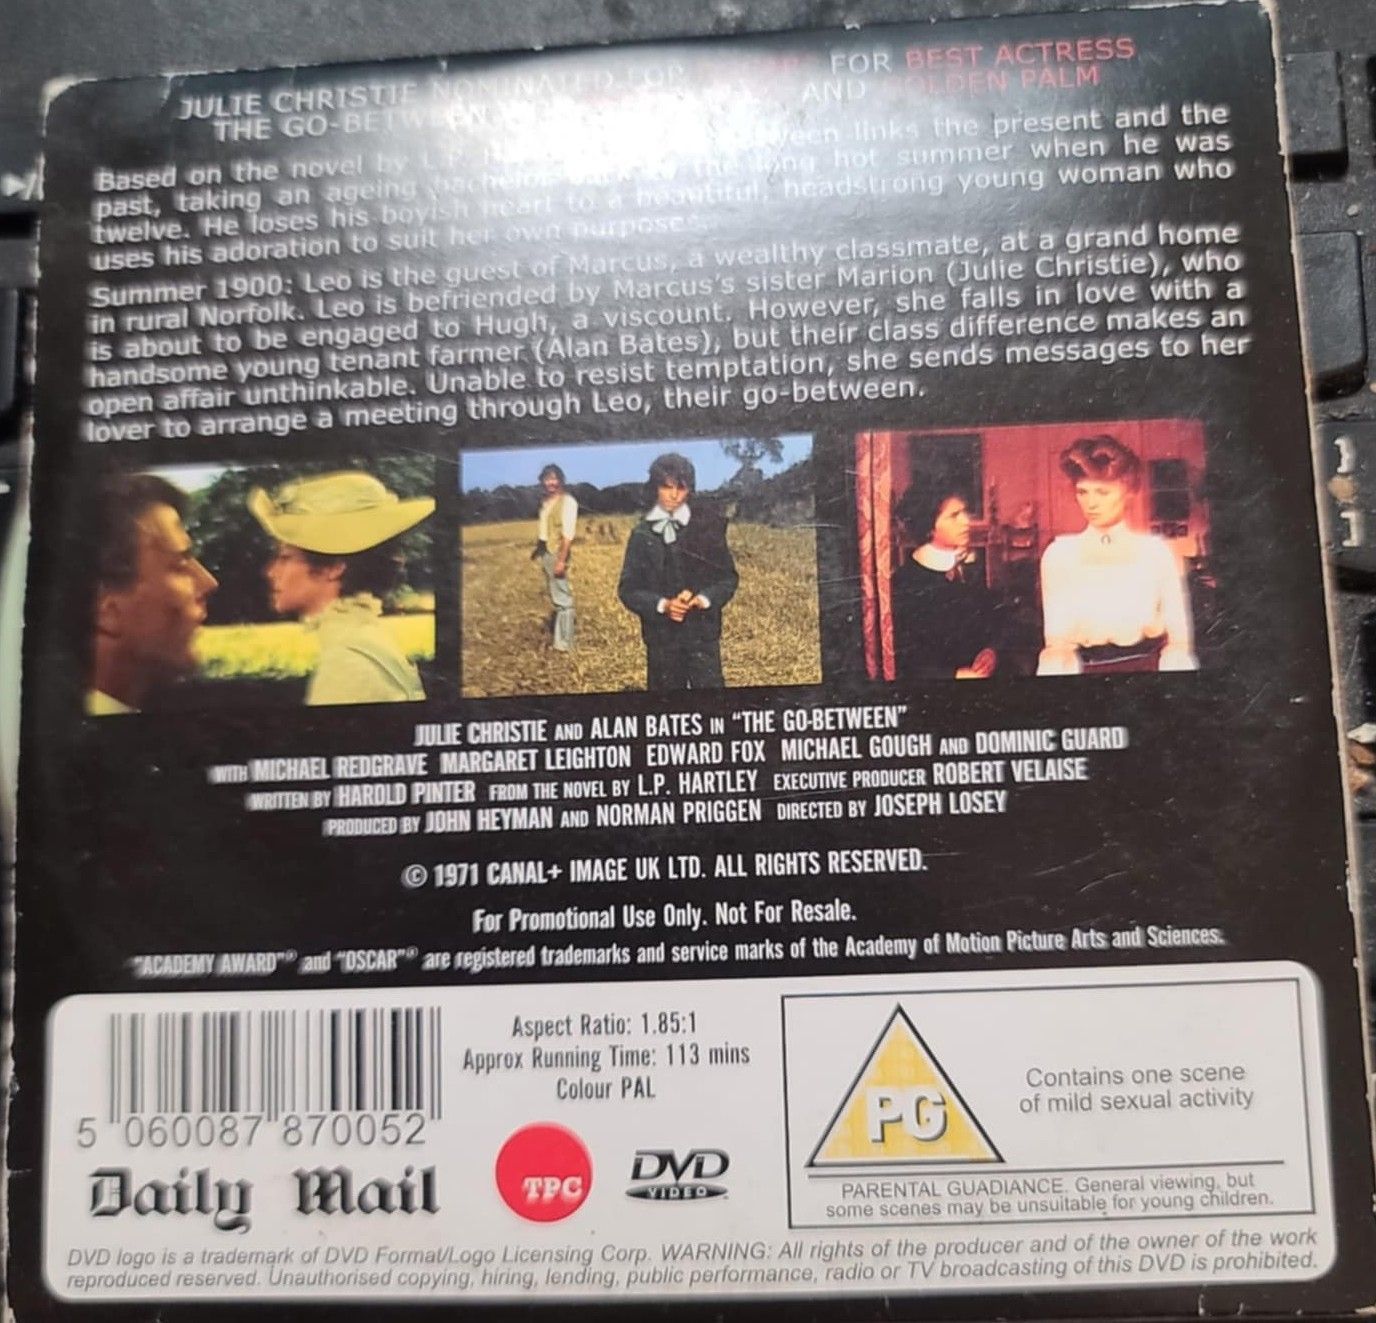 JULIE CHRISTIE NOMINATED FOR FOR BEST ACTRESS
THE GO-BETWEEN AND GOLDEN PALM
Based on the novel by L.P. links the present and the
past, taking an ageing bachelor back to the long hot summer when he was
twelve. He loses his boyish heart to a beautiful, headstrong young woman who
uses his adoration to suit her own purposes.
Summer 1900: Leo is the guest of Marcus, a wealthy classmate, at a grand home
in rural Norfolk. Leo is befriended by Marcus's sister Marion (Julie Christie), who
is about to be engaged to Hugh, a viscount. However, she falls in love with a
handsome young tenant farmer (Alan Bates), but their class difference makes an
open affair unthinkable. Unable to resist temptation, she sends messages to her
lover to arrange a meeting through Leo, their go-between.
JULIE CHRISTIE AND ALAN BATES IN "THE GO-BETWEEN"
WITH MICHAEL REDGRAVE MARGARET LEIGHTON EDWARD FOX MICHAEL GOUGH AND DOMINIC GUARD
WRITTEN BY HAROLD PINTER FROM THE NOVEL BY L.P. HARTLEY EXECUTIVE PRODUCER ROBERT VELAISE
PRODUCED BY JOHN HEYMAN AND NORMAN PRIGGEN DIRECTED BY JOSEPH LOSEY
© 1971 CANAL+ IMAGE UK LTD. ALL RIGHTS RESERVED.
For Promotional Use Only. Not For Resale.
"ACADEMY AWARD"® and "OSCAR"® are registered trademarks and service marks of the Academy of Motion Picture Arts and Sciences.
5 060087 870052
Daily Mail
Aspect Ratio: 1.85:1
Approx Running Time: 113 mins
Colour PAL
TPC
DVD
VIDEO
PG
Contains one scene
of mild sexual activity
PARENTAL GUADIANCE. General viewing, but
some scenes may be unsuitable for young children.
DVD logo is a trademark of DVD Format/Logo Licensing Corp. WARNING: All rights of the producer and of the owner of the work
reproduced reserved. Unauthorised copying, hiring, lending, public performance, radio or TV broadcasting of this DVD is prohibited.